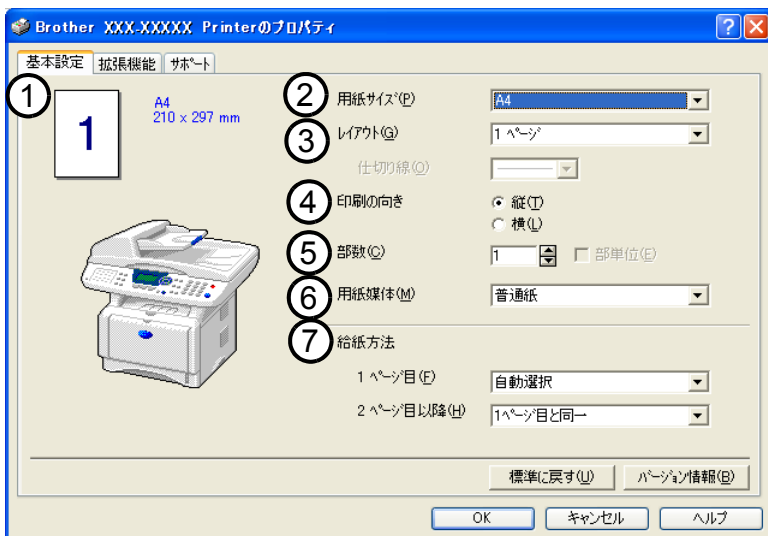 Brother XXX-XXXXX Printerのプロパティ
基本設定 拡張機能 ｻﾎﾟｰﾄ
①
1
A4
210 x 297 mm
② 用紙ｻｲｽﾞ(P) A4
③ ﾚｲｱｳﾄ(G) 1 ﾍﾟｰｼﾞ
仕切り線(O)
④ 印刷の向き 縦(T)
横(L)
⑤ 部数(C) 1 部単位(E)
⑥ 用紙媒体(M) 普通紙
⑦ 給紙方法
1 ﾍﾟｰｼﾞ目(F) 自動選択
2 ﾍﾟｰｼﾞ目以降(H) 1ﾍﾟｰｼﾞ目と同一
標準に戻す(U) ﾊﾞｰｼﾞｮﾝ情報(B)
OK キャンセル ヘルプ